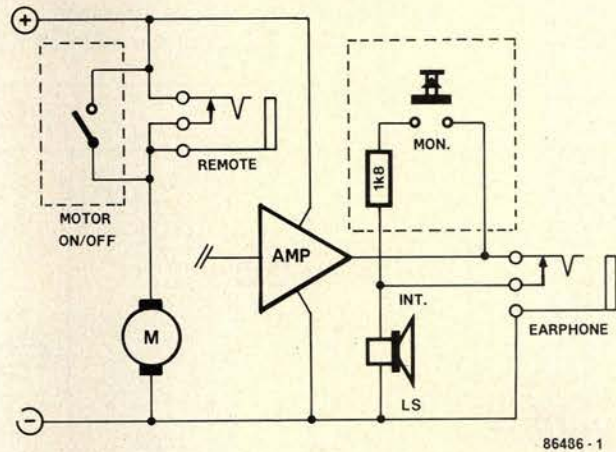 +
REMOTE
MOTOR
ON/OFF
M
AMP
1k8
MON.
INT.
LS
EARPHONE
-
86486 - 1